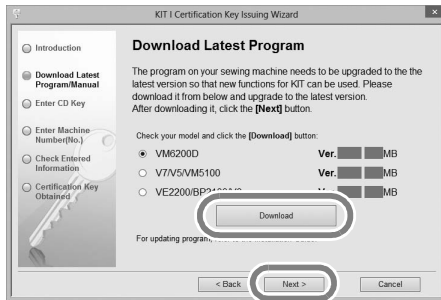 KIT I Certification Key Issuing Wizard
Introduction
Download Latest
Program/Manual
Enter CD Key
Enter Machine
Number(No.)
Check Entered
Information
Certification Key
Obtained
Download Latest Program
The program on your sewing machine needs to be upgraded to the the
latest version so that new functions for KIT can be used. Please
download it from below and upgrade to the latest version.
After downloading it, click the [Next] button.
Check your model and click the [Download] button:
VM6200D Ver. MB
V7/V5/VM5100 Ver. MB
MB
Download
For updating program,
< Back Next > Cancel